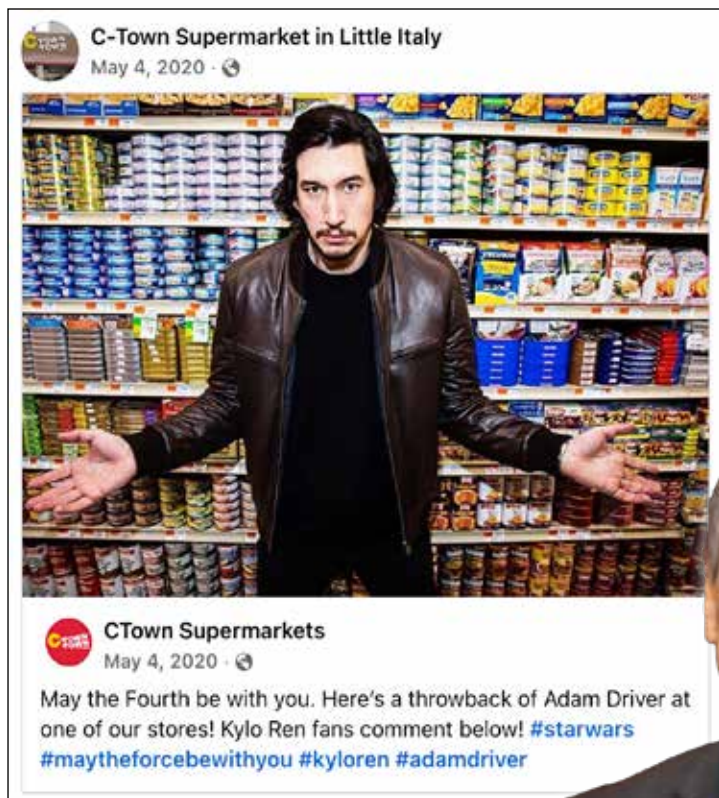 C-Town Supermarket in Little Italy
May 4, 2020 ·
CTown Supermarkets
May 4, 2020 ·
May the Fourth be with you. Here's a throwback of Adam Driver at
one of our stores! Kylo Ren fans comment below! #starwars
#maytheforcebewithyou #kyloren #adamdriver